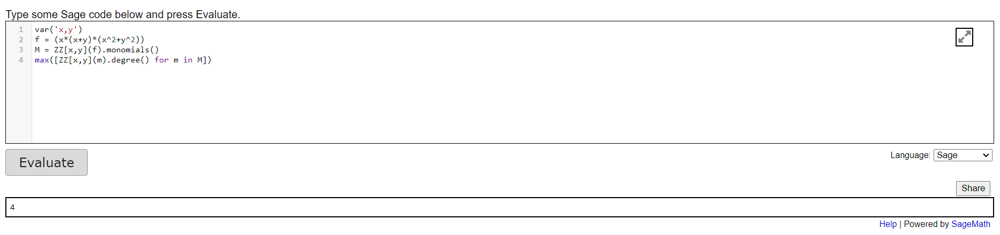 Type some Sage code below and press Evaluate.
1 var('x,y')
2 f = (x*(x+y)*(x^2+y^2))
3 M = ZZ[x,y](f).monomials()
4 max([ZZ[x,y](m).degree() for m in M])
Evaluate
Language: Sage
Share
4
Help | Powered by SageMath